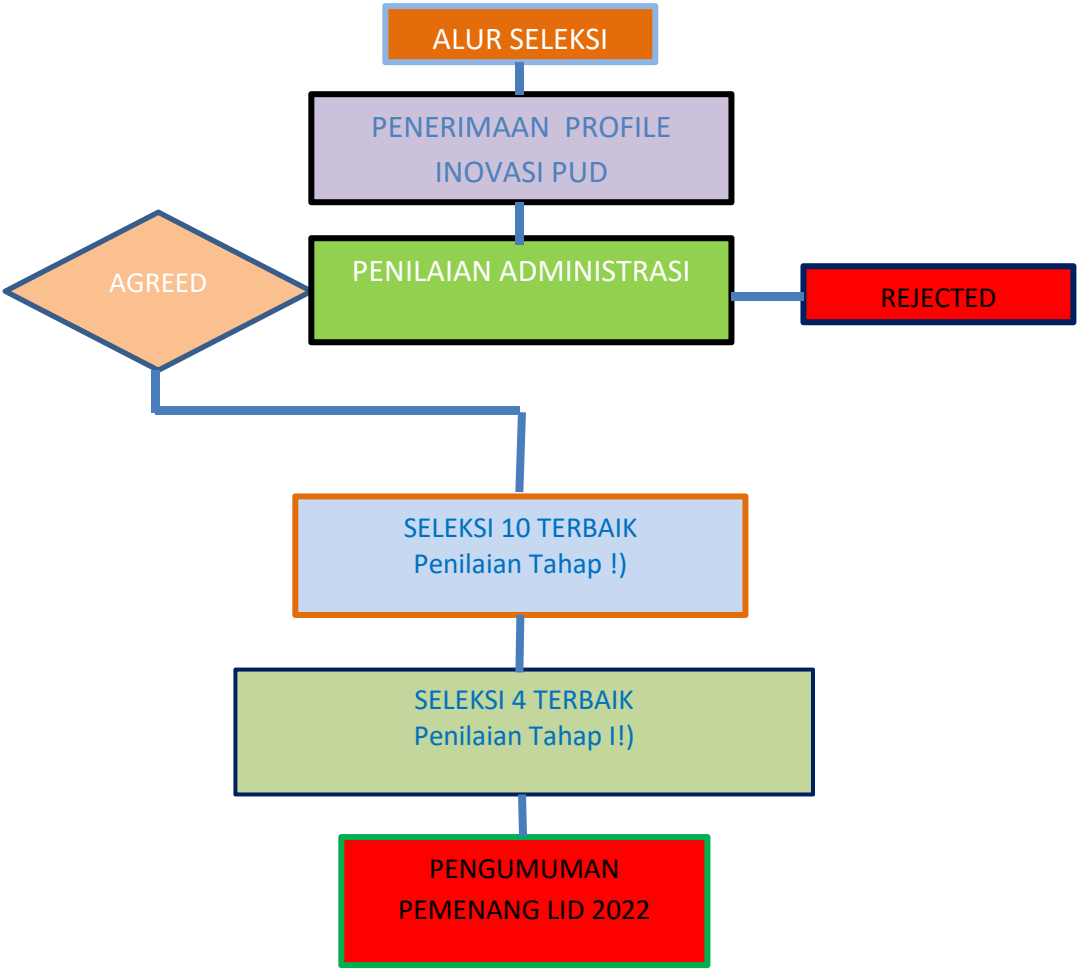 ALUR SELEKSI
PENERIMAAN PROFILE
INOVASI PUD
AGREED
PENILAIAN ADMINISTRASI
REJECTED
SELEKSI 10 TERBAIK
Penilaian Tahap !)
SELEKSI 4 TERBAIK
Penilaian Tahap I!)
PENGUMUMAN
PEMENANG LID 2022